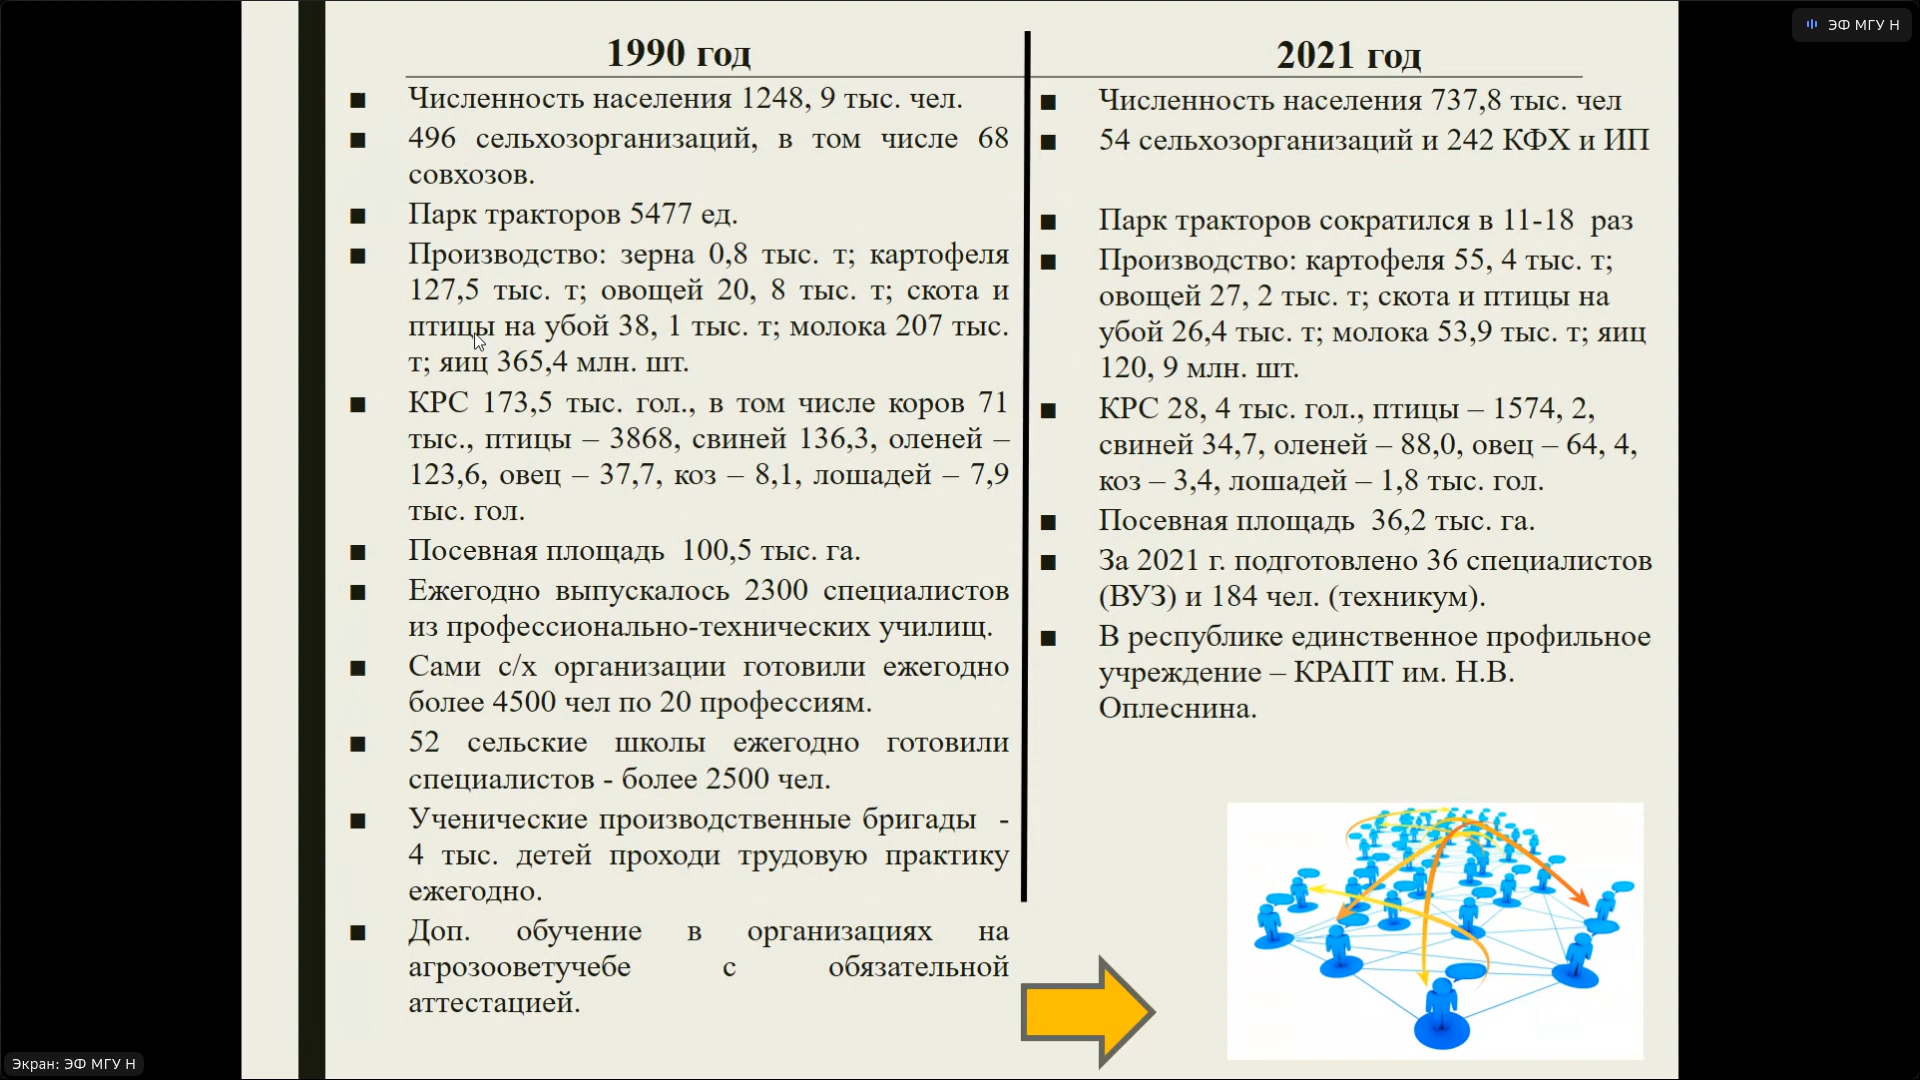 ЭФ МГУ Н
1990 год
Численность населения 1248, 9 тыс. чел.
496 сельхозорганизаций, в том числе 68
совхозов.
Парк тракторов 5477 ед.
Производство: зерна 0,8 тыс. т; картофеля
127,5 тыс. т; овощей 20, 8 тыс. т; скота и
птицы на убой 38, 1 тыс. т; молока 207 тыс.
т; яиц 365,4 млн. шт.
КРС 173,5 тыс. гол., в том числе коров 71
тыс., птицы – 3868, свиней 136,3, оленей –
123,6, овец – 37,7, коз – 8,1, лошадей – 7,9
тыс. гол.
Посевная площадь 100,5 тыс. га.
Ежегодно выпускалось 2300 специалистов
из профессионально-технических училищ.
Сами с/х организации готовили ежегодно
более 4500 чел по 20 профессиям.
52 сельские школы ежегодно готовили
специалистов - более 2500 чел.
Ученические производственные бригады -
4 тыс. детей проходи трудовую практику
ежегодно.
Доп. обучение в организациях на
агрозооветучебе с обязательной
аттестацией.
2021 год
Численность населения 737,8 тыс. чел
54 сельхозорганизаций и 242 КФХ и ИП
Парк тракторов сократился в 11-18 раз
Производство: картофеля 55, 4 тыс. т;
овощей 27, 2 тыс. т; скота и птицы на
убой 26,4 тыс. т; молока 53,9 тыс. т; яиц
120, 9 млн. шт.
КРС 28, 4 тыс. гол., птицы – 1574, 2,
свиней 34,7, оленей – 88,0, овец – 64, 4,
коз – 3,4, лошадей – 1,8 тыс. гол.
Посевная площадь 36,2 тыс. га.
За 2021 г. подготовлено 36 специалистов
(ВУЗ) и 184 чел. (техникум).
В республике единственное профильное
учреждение – КРАПТ им. Н.В.
Оплеснина.
Экран: ЭФ МГУ Н